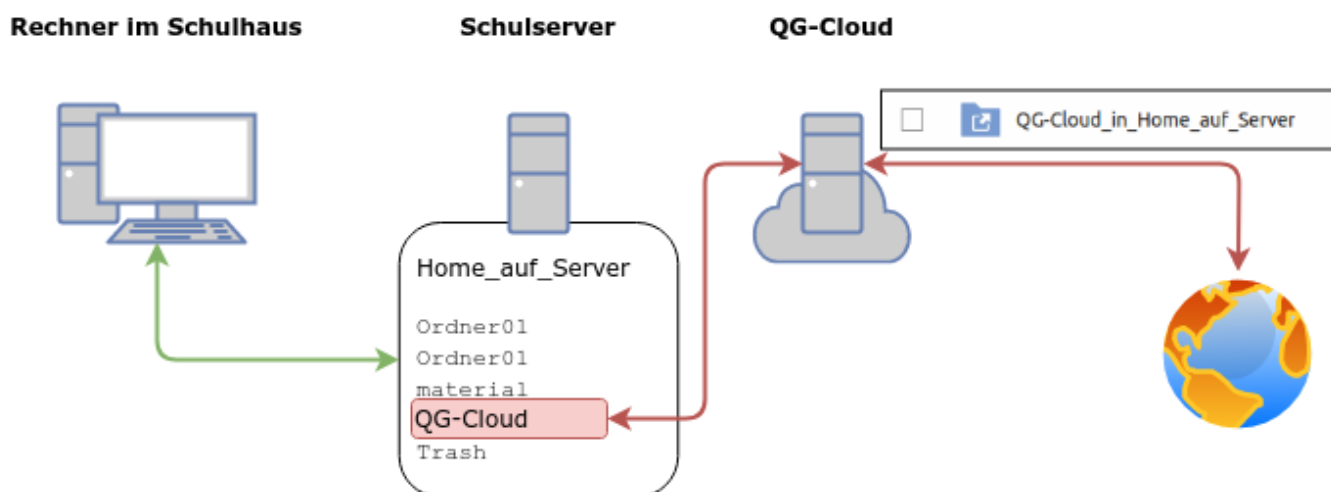 Rechner im Schulhaus
Schulserver
QG-Cloud
QG-Cloud_in_Home_auf_Server
Home_auf_Server
Ordner01
Ordner01
material
QG-Cloud
Trash